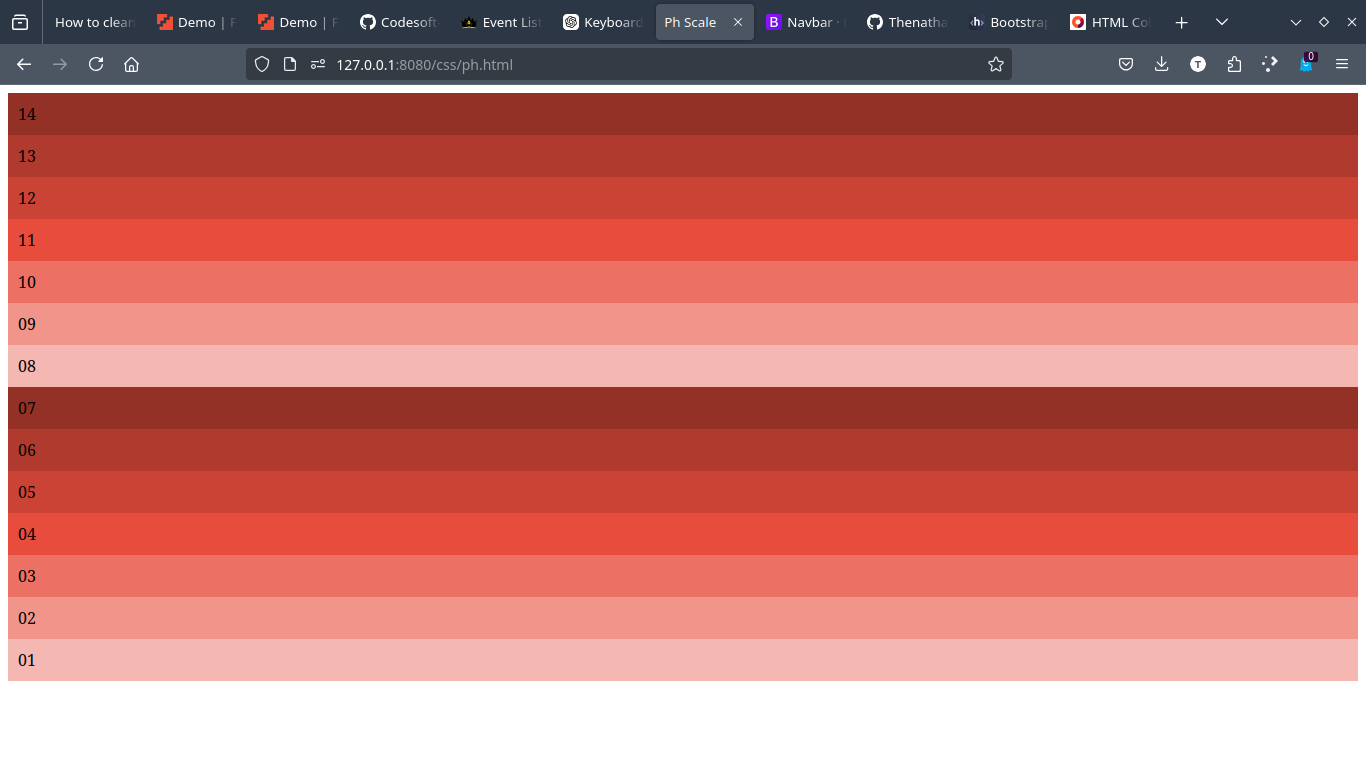 How to clean
Demo | F
Demo | F
Codesoft
Event List
Keyboard
Ph Scale
Navbar ·
Thenatha
Bootstrap
HTML Co
127.0.0.1:8080/css/ph.html
T
0
14
13
12
11
10
09
08
07
06
05
04
03
02
01